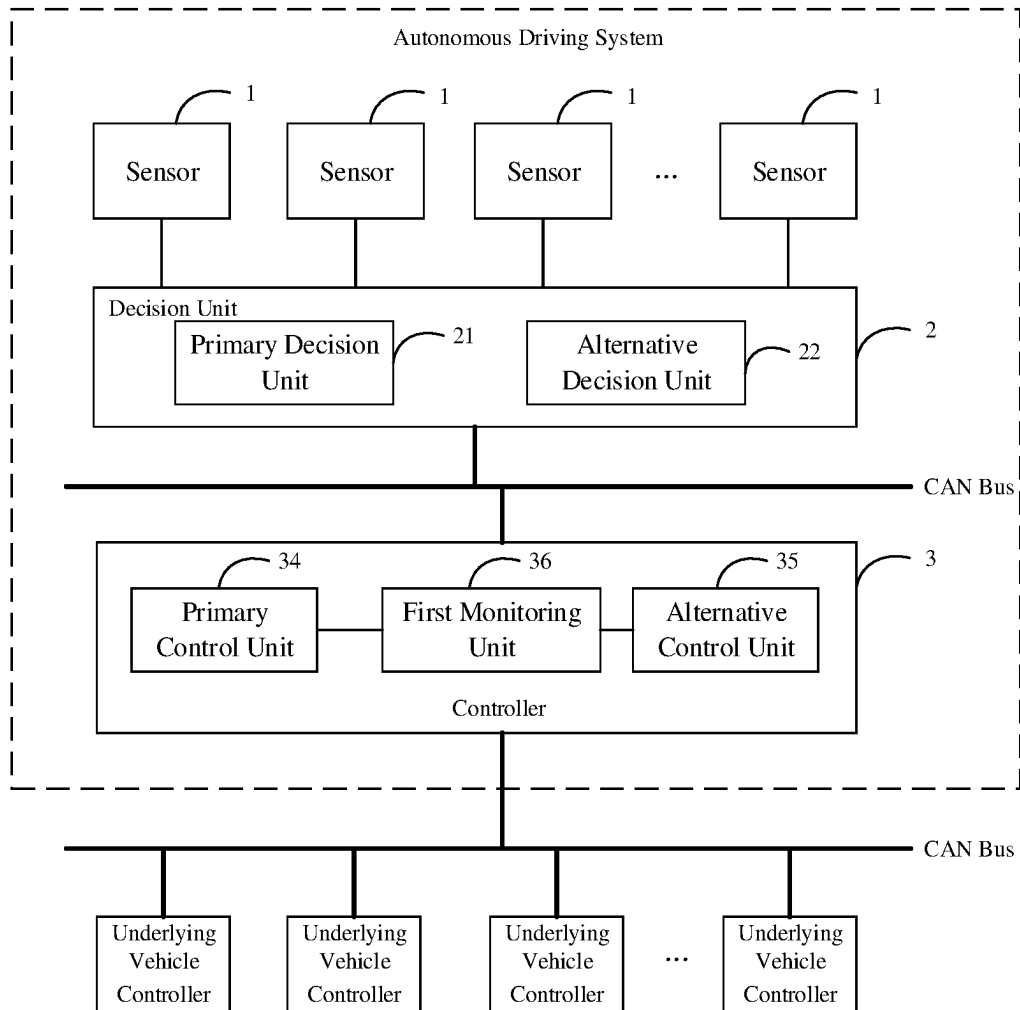 Autonomous Driving System
1 1 1 1
Sensor Sensor Sensor ... Sensor
Decision Unit
Primary Decision
Unit
21
Alternative
Decision Unit
22
2
CAN Bus
34 36 35 3
Primary
Control Unit
First Monitoring
Unit
Alternative
Control Unit
Controller
CAN Bus
Underlying
Vehicle
Controller
Underlying
Vehicle
Controller
Underlying
Vehicle
Controller
...
Underlying
Vehicle
Controller